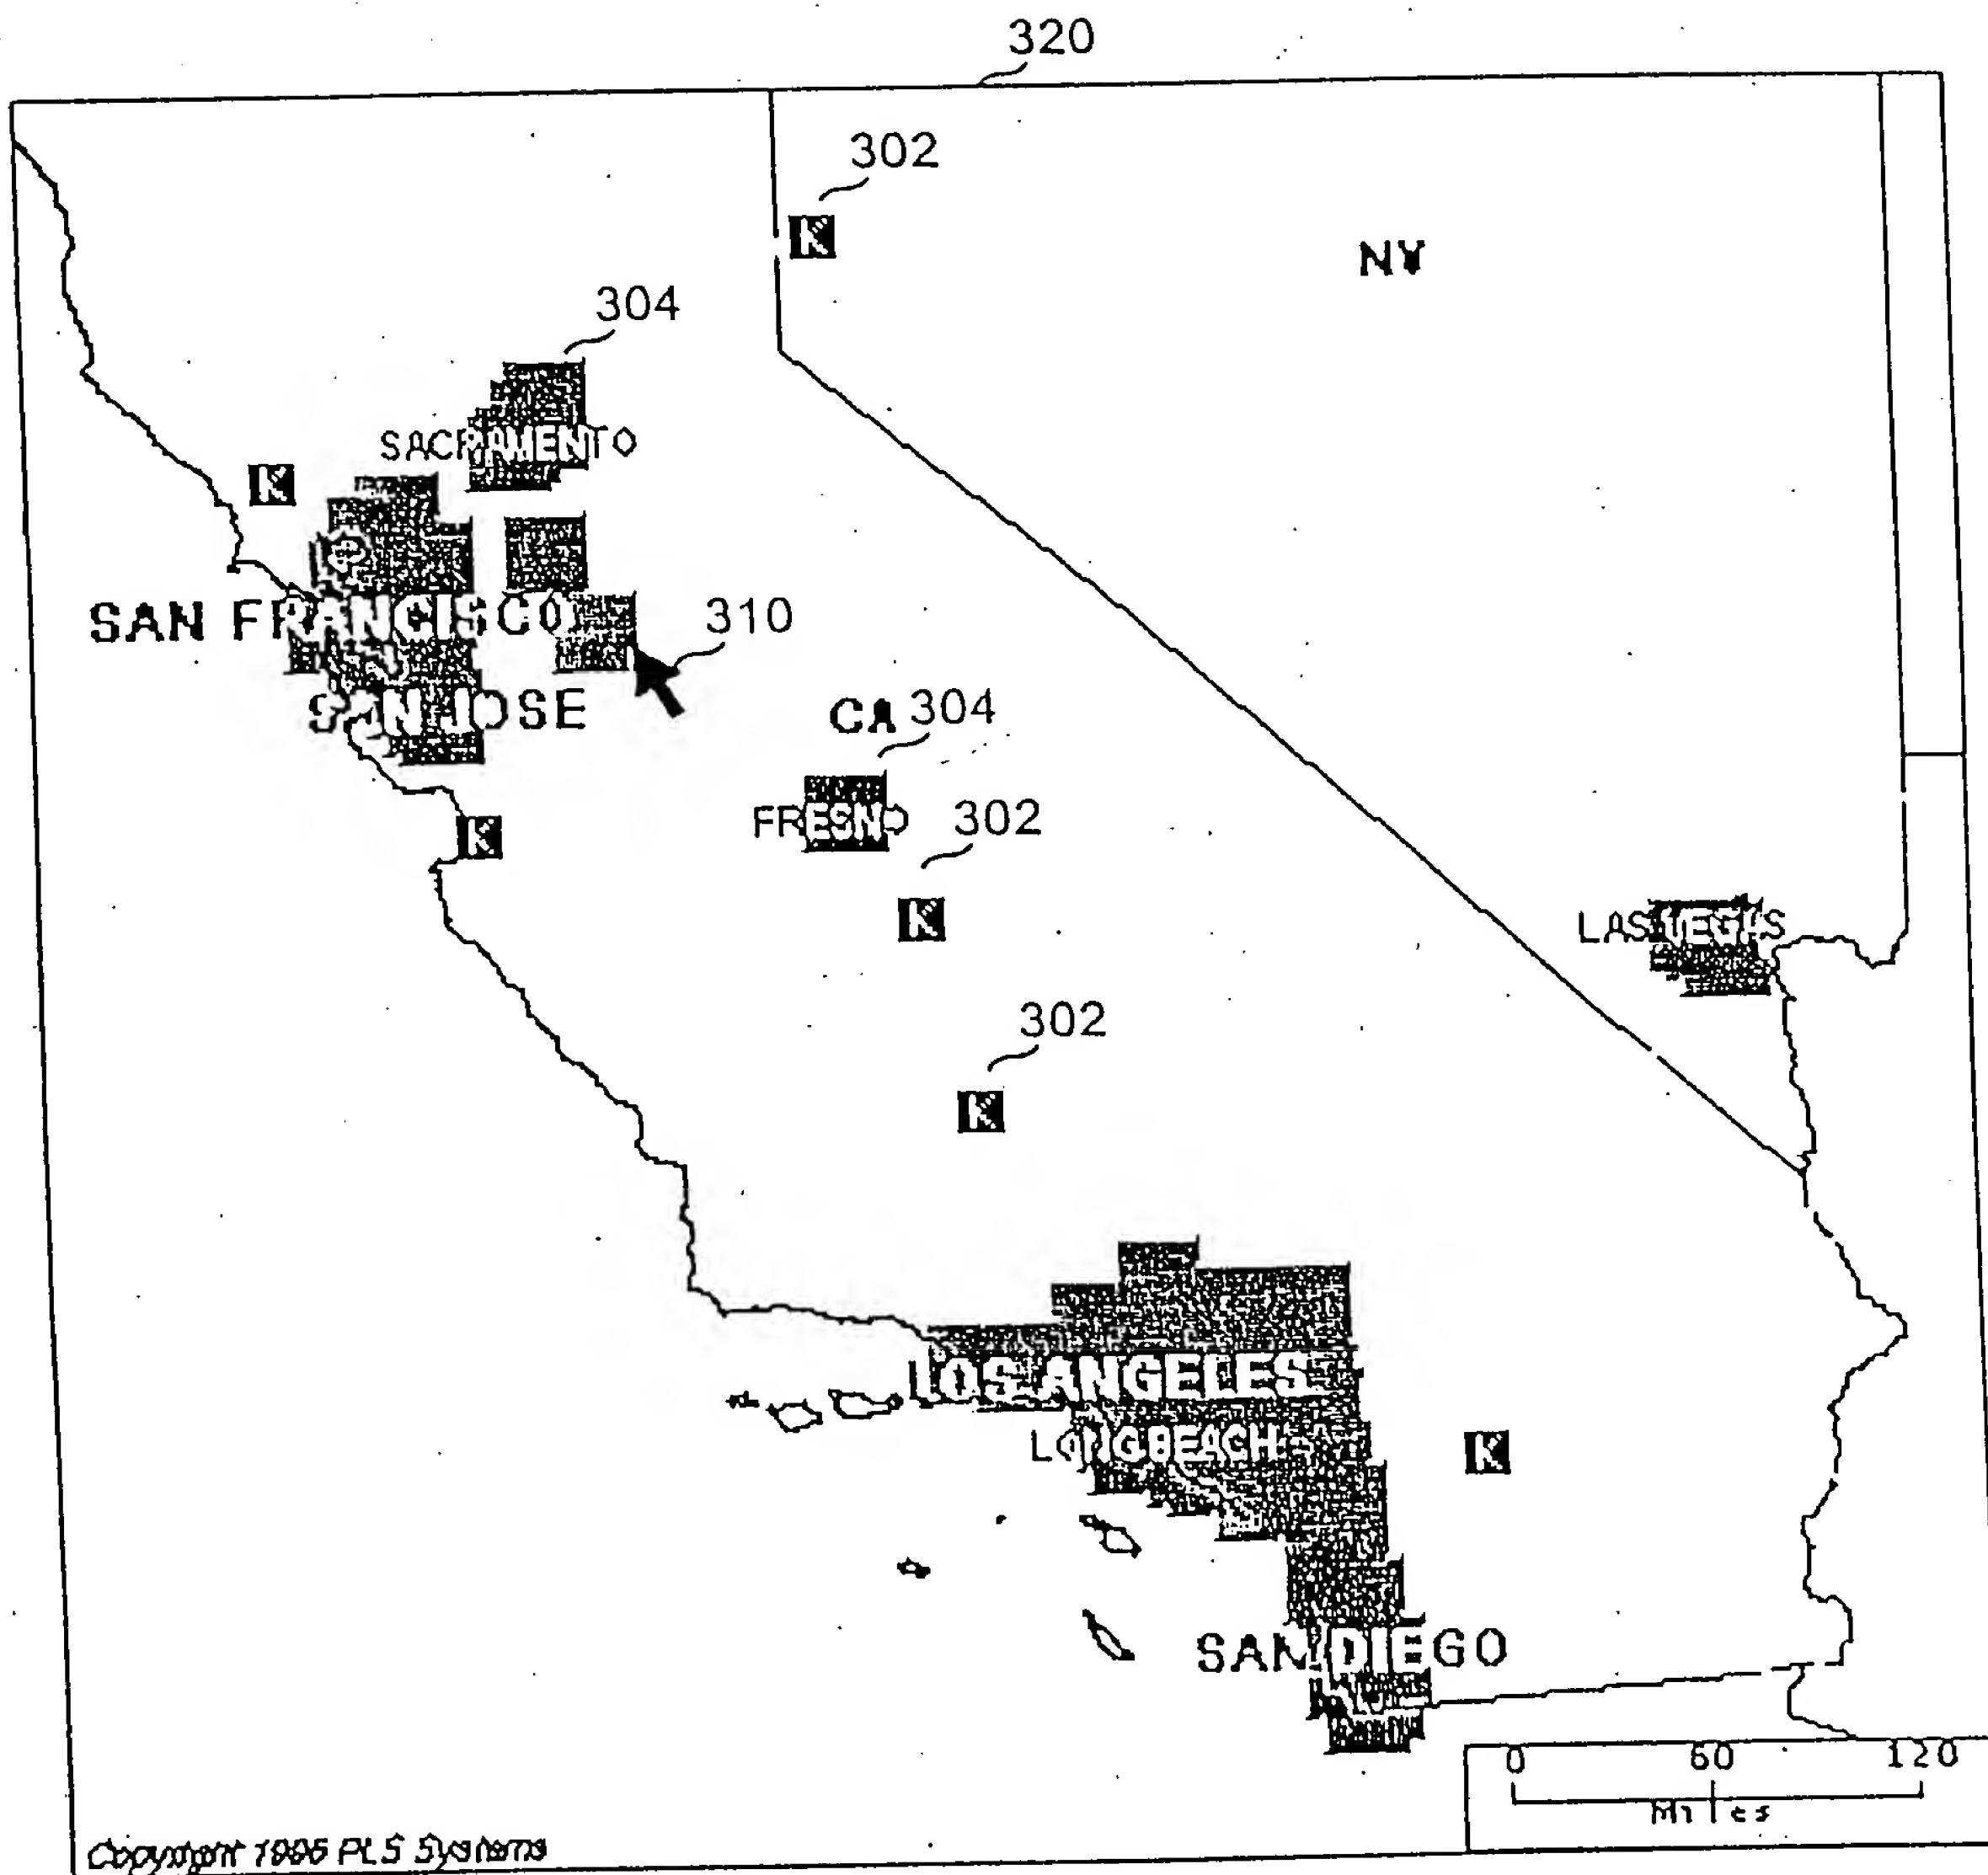 320
302
K
NV
304
SACRAMENTO
K
SAN FRANCISCO
310
SAN JOSE
CA
304
FRESNO
302
K
K
LAS VEGAS
302
K
LOS ANGELES
LONG BEACH
K
SAN DIEGO
0 60 120
Miles
Copyright 1995 PLS Systems